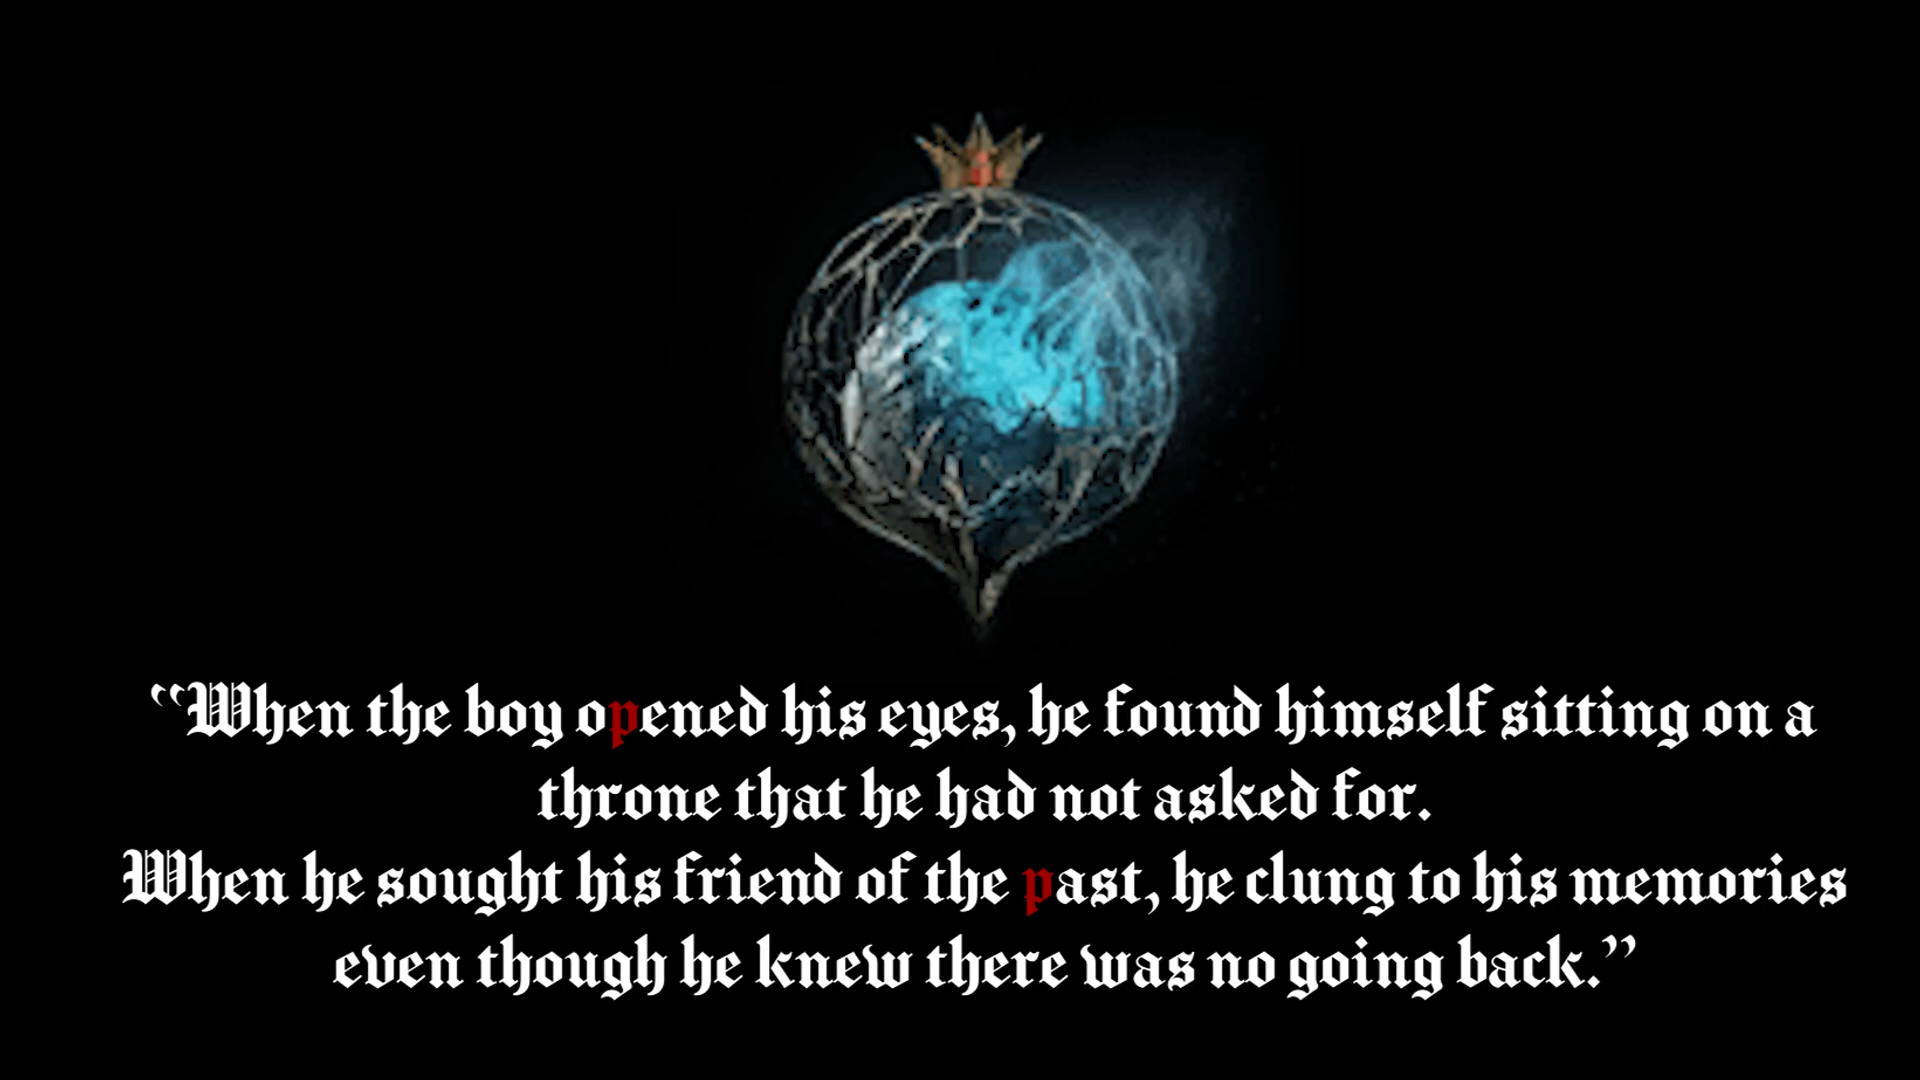 “When the boy opened his eyes, he found himself sitting on a
throne that he had not asked for.
When he sought his friend of the past, he clung to his memories
even though he knew there was no going back.”